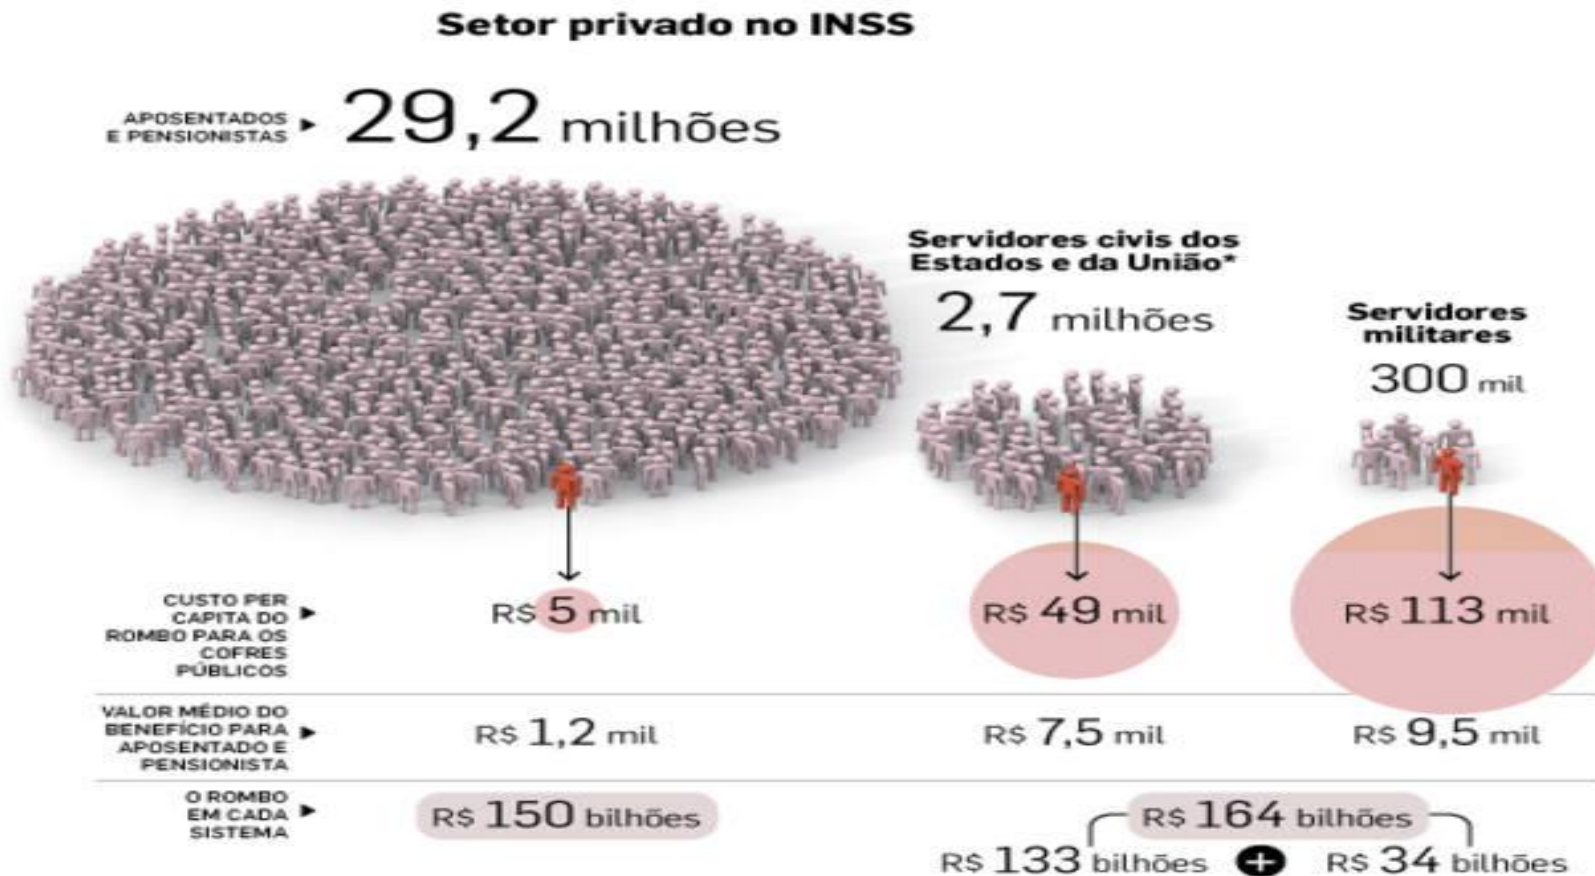 Setor privado no INSS
APOSENTADOS
E PENSIONISTAS
29,2 milhões
Servidores civis dos
Estados e da União*
2,7 milhões
Servidores
militares
300 mil
CUSTO PER
CAPITA DO
ROMBO PARA OS
COFRES
PÚBLICOS
R$ 5 mil
R$ 49 mil
R$ 113 mil
VALOR MÉDIO DO
BENEFÍCIO PARA
APOSENTADO E
PENSIONISTA
R$ 1,2 mil
R$ 7,5 mil
R$ 9,5 mil
O ROMBO
EM CADA
SISTEMA
R$ 150 bilhões
R$ 164 bilhões
R$ 133 bilhões + R$ 34 bilhões